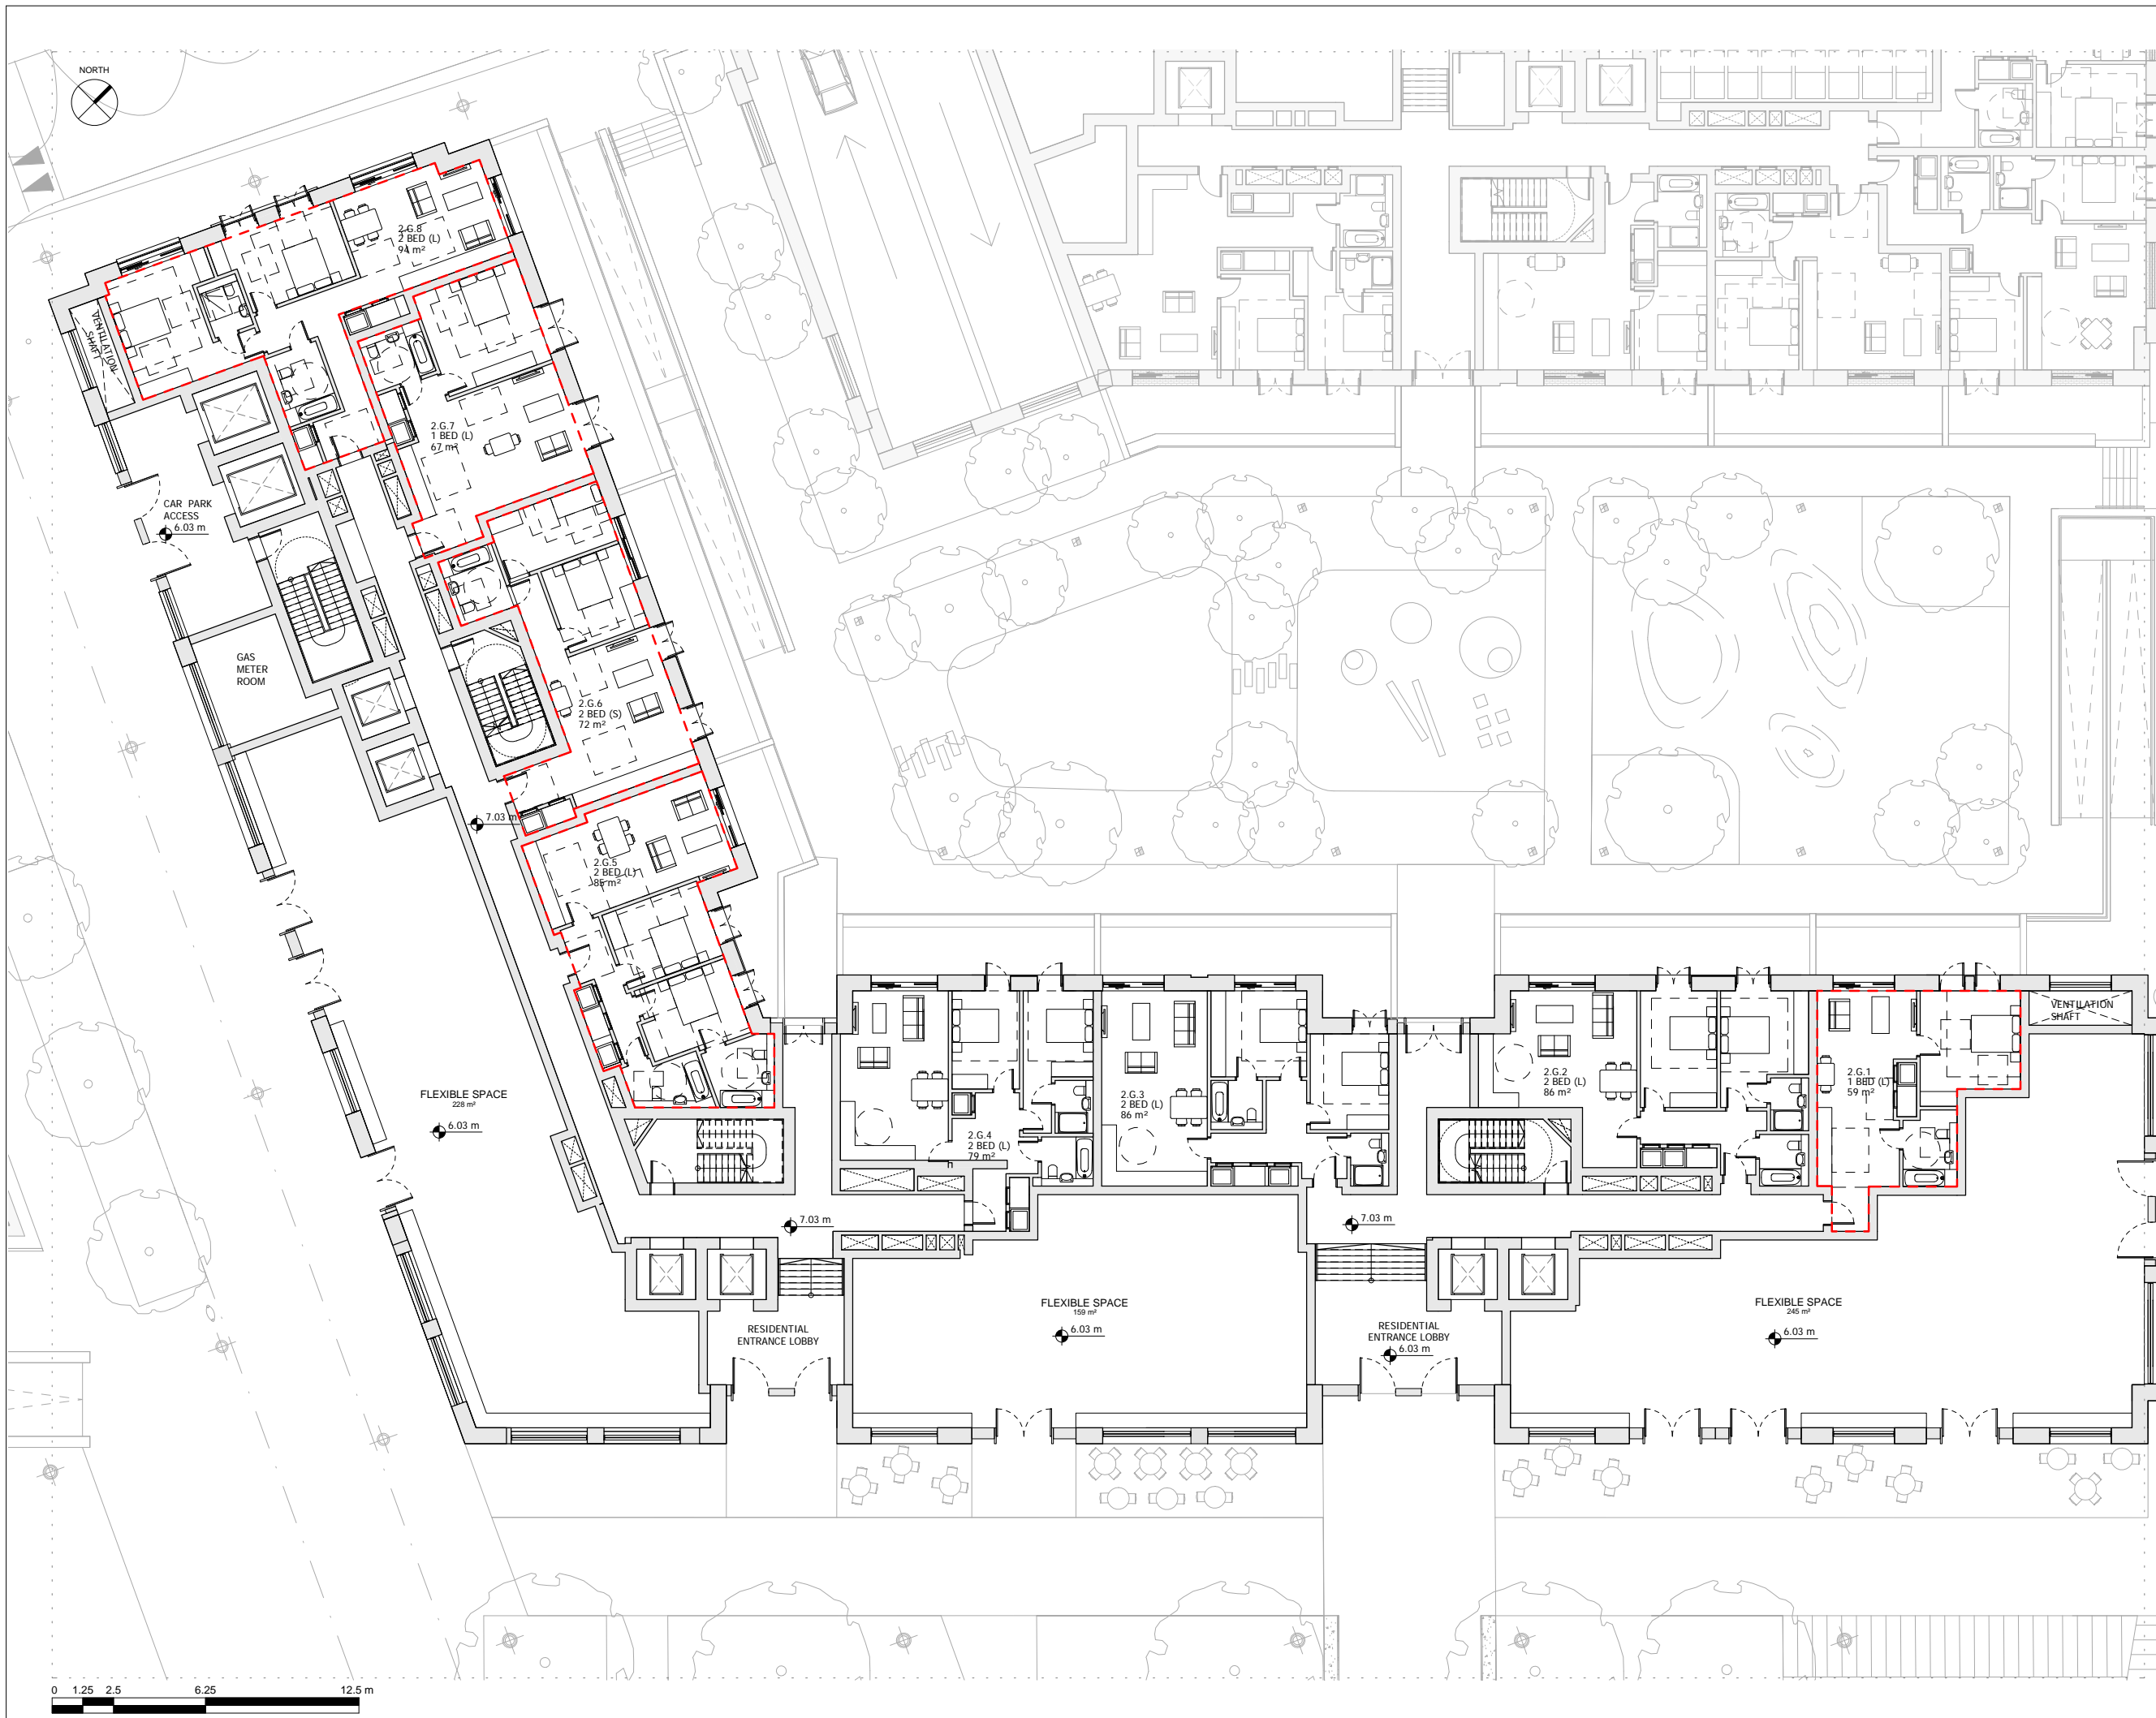 NORTH
2.G.8
2 BED (L)
94 m²
VENTILATION
SHAFT
2.G.7
1 BED (L)
67 m²
CAR PARK
ACCESS
6.03 m
GAS
METER
ROOM
2.G.6
2 BED (S)
72 m²
7.03 m
2.G.5
2 BED (L)
85 m²
FLEXIBLE SPACE
228 m²
6.03 m
2.G.4
2 BED (L)
79 m²
2.G.3
2 BED (L)
86 m²
2.G.2
2 BED (L)
86 m²
2.G.1
1 BED (L)
59 m²
VENTILATION
SHAFT
7.03 m
7.03 m
RESIDENTIAL
ENTRANCE LOBBY
FLEXIBLE SPACE
159 m²
6.03 m
RESIDENTIAL
ENTRANCE LOBBY
6.03 m
FLEXIBLE SPACE
245 m²
6.03 m
0 1.25 2.5 6.25 12.5 m